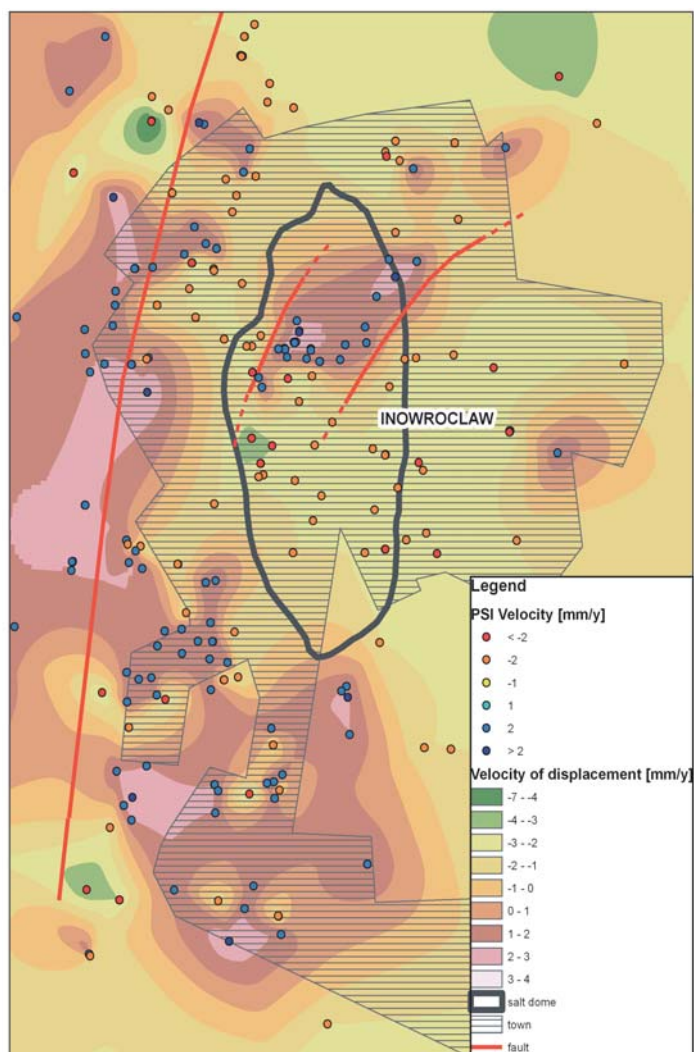 INOWROCLAW
Legend
PSI Velocity [mm/y]
< -2
-2
-1
1
2
> 2
Velocity of displacement [mm/y]
-7 - -4
-4 - -3
-3 - -2
-2 - -1
-1 - 0
0 - 1
1 - 2
2 - 3
3 - 4
salt dome
town
fault